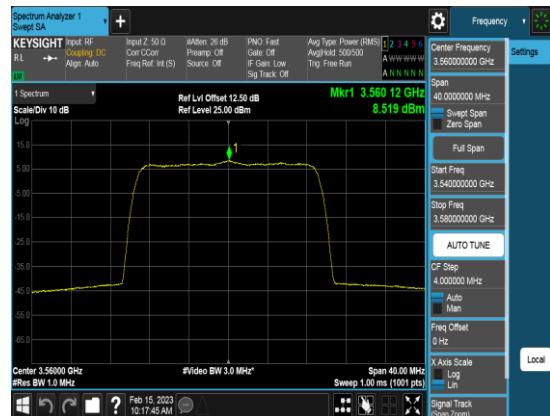 Spectrum Analyzer 1
Swept SA
Frequency
KEYSIGHT
RL
Input: RF
Coupling: DC
Align: Auto
Input Z: 50 Ω
Corr CCorr
Freq Ref: Int (S)
#Atten: 26 dB
Preamp: Off
Source: Off
PNO: Fast
Gate: Off
IF Gain: Low
Sig Track: Off
Avg Type: Power (RMS)
Avg|Hold: 500/500
Trig: Free Run
1 2 3 4 5 6
A W W W W W
A N N N N N
LW
1 Spectrum
Scale/Div 10 dB
Log
Ref Lvl Offset 12.50 dB
Ref Level 25.00 dBm
Mkr1 3.560 12 GHz
8.519 dBm
1
15.0
5.00
-5.00
-15.0
-25.0
-35.0
-45.0
-55.0
-65.0
Center 3.56000 GHz
#Res BW 1.0 MHz
#Video BW 3.0 MHz*
Span 40.00 MHz
Sweep 1.00 ms (1001 pts)
Center Frequency
3.560000000 GHz
Span
40.0000000 MHz
Swept Span
Zero Span
Full Span
Start Freq
3.540000000 GHz
Stop Freq
3.580000000 GHz
AUTO TUNE
CF Step
4.000000 MHz
Auto
Man
Freq Offset
0 Hz
X Axis Scale
Log
Lin
Signal Track
(Span Zoom)
Settings
Local
Feb 15, 2023
10:17:45 AM